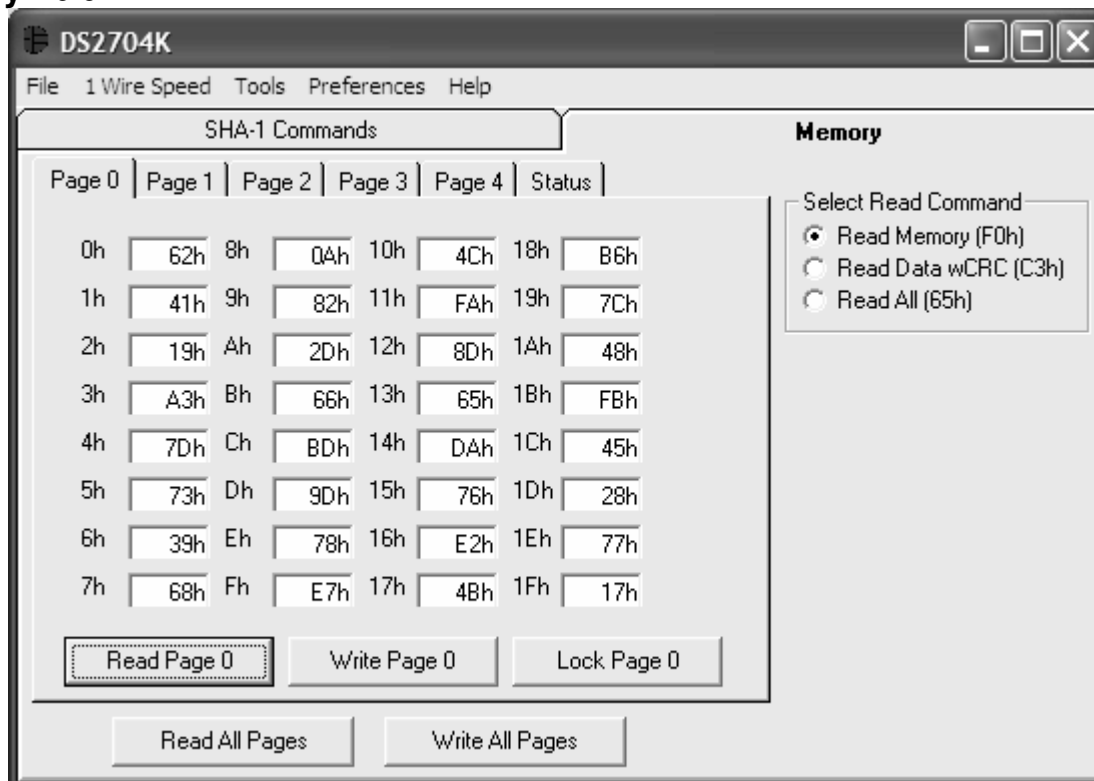 DS2704K
File 1 Wire Speed Tools Preferences Help
SHA-1 Commands Memory
Page 0 Page 1 Page 2 Page 3 Page 4 Status
Select Read Command
Read Memory (F0h)
Read Data wCRC (C3h)
Read All (65h)
0h 62h 8h 0Ah 10h 4Ch 18h B6h
1h 41h 9h 82h 11h FAh 19h 7Ch
2h 19h Ah 2Dh 12h 8Dh 1Ah 48h
3h A3h Bh 66h 13h 65h 1Bh FBh
4h 7Dh Ch BDh 14h DAh 1Ch 45h
5h 73h Dh 9Dh 15h 76h 1Dh 28h
6h 39h Eh 78h 16h E2h 1Eh 77h
7h 68h Fh E7h 17h 4Bh 1Fh 17h
Read Page 0 Write Page 0 Lock Page 0
Read All Pages Write All Pages